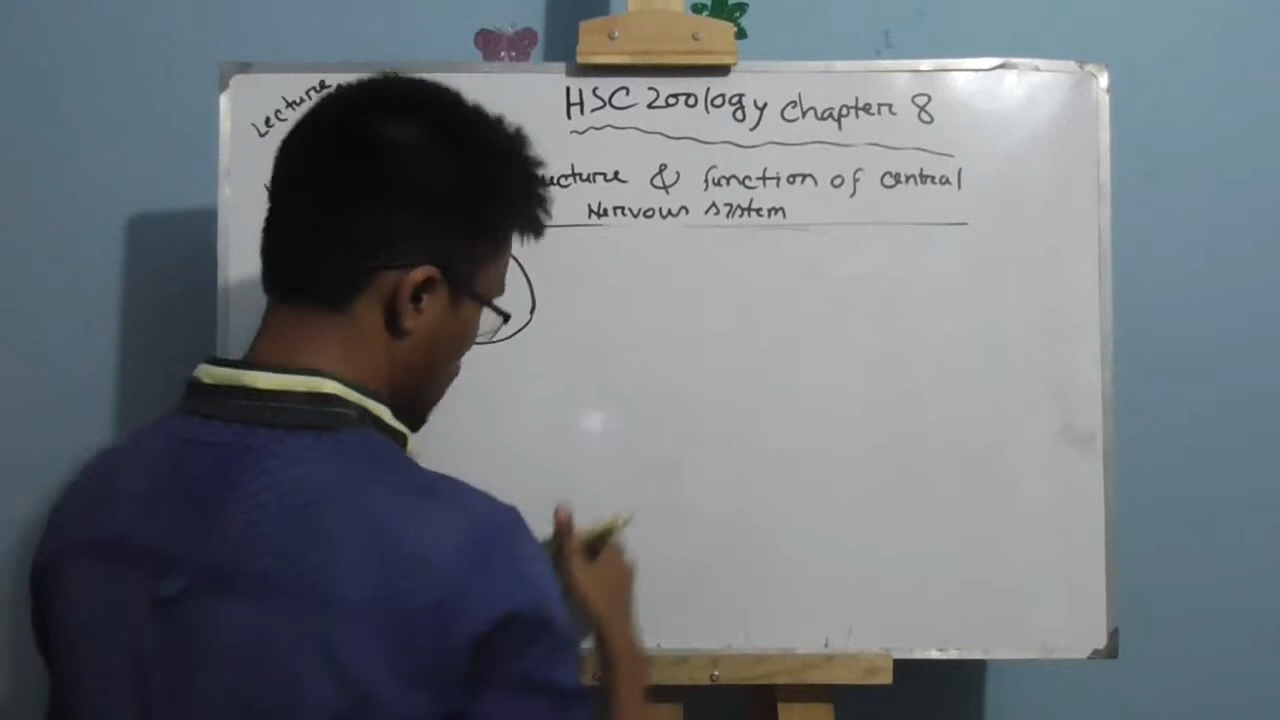 Lecture
HSC Zoology Chapter 8
ucture & function of central
Nervous system